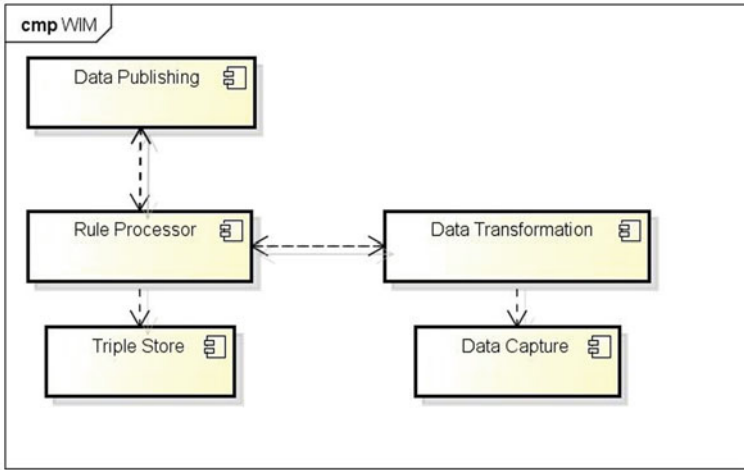 cmp WIM
Data Publishing
Rule Processor
Data Transformation
Triple Store
Data Capture